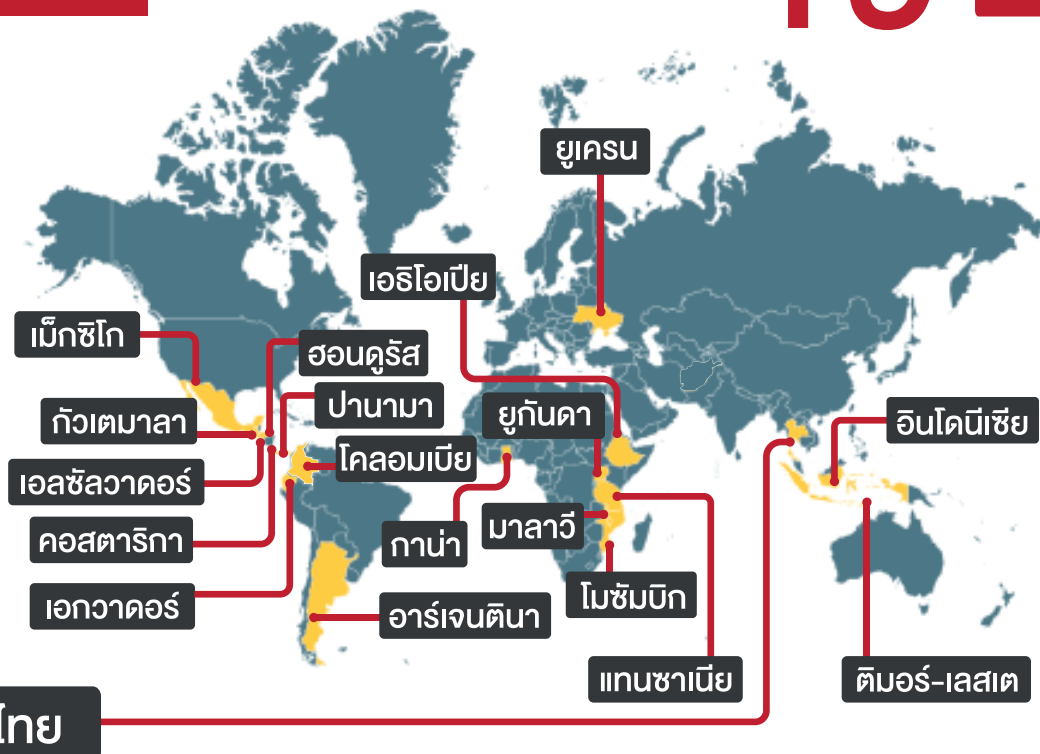 ยูเครน
เอธิโอเปีย
เม็กซิโก
ฮอนดูรัส
ปานามา
กัวเตมาลา
ยูกันดา
อินโดนีเซีย
โคลอมเบีย
เอลซัลวาดอร์
คอสตาริกา
กาน่า
มาลาวี
เอกวาดอร์
โมซัมบิก
อาร์เจนตินา
แทนซาเนีย
ติมอร์-เลสเต
ไทย